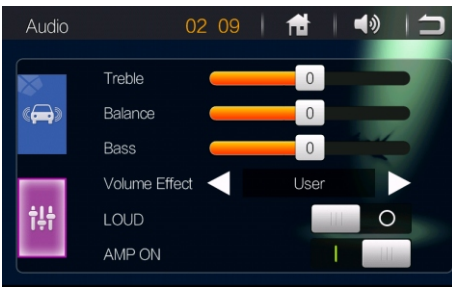 Audio 02 09
Treble 0
Balance 0
Bass 0
Volume Effect User
LOUD
AMP ON